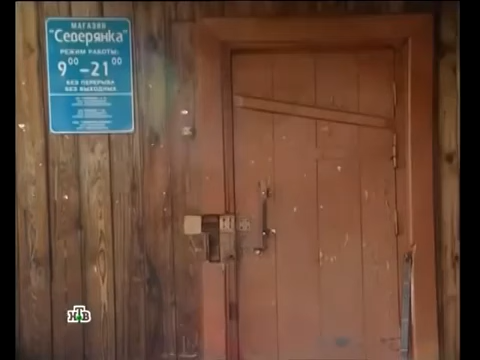 МАГАЗИН
"Северянка"
РЕЖИМ РАБОТЫ:
9⁰⁰ – 21⁰⁰
БЕЗ ПЕРЕРЫВА
БЕЗ ВЫХОДНЫХ
НТВ